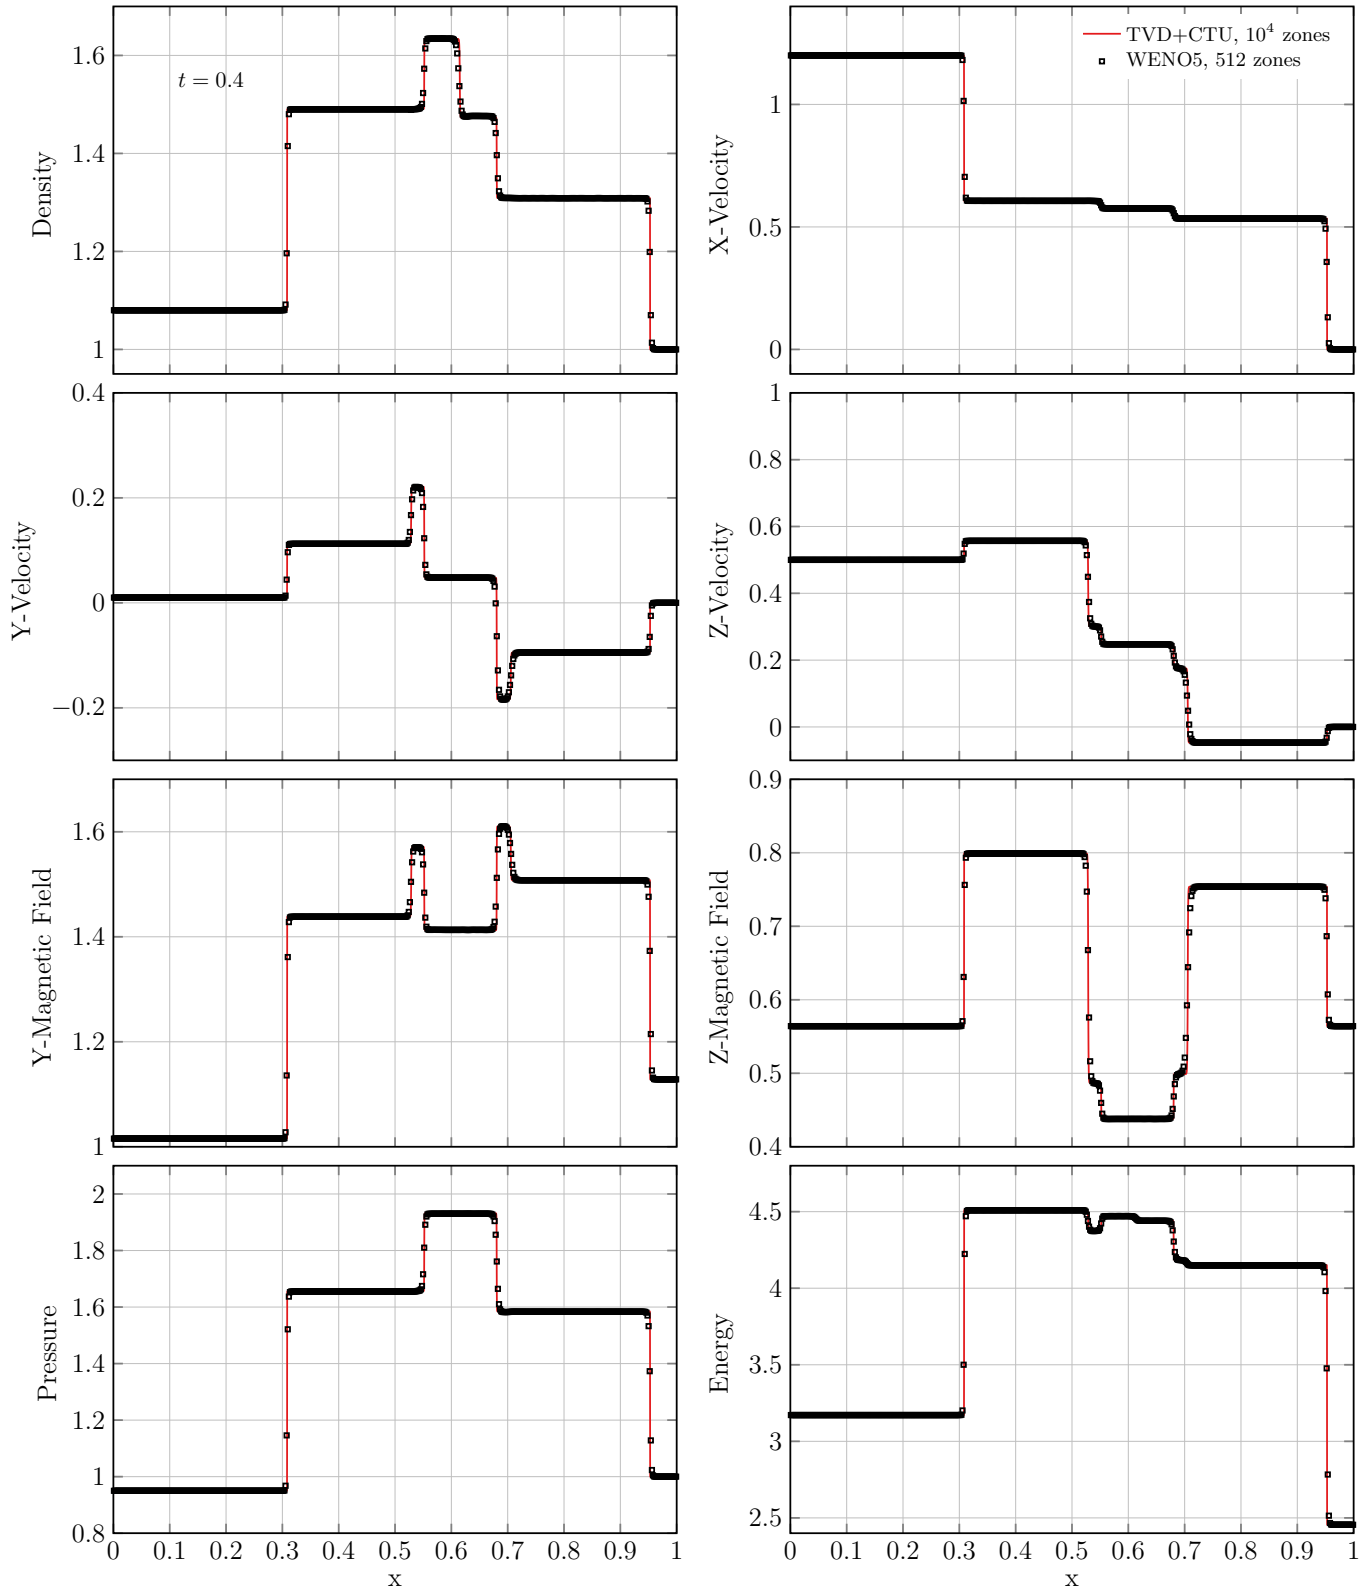 1.6
1.4
1.2
1
Density
t = 0.4
1
0.5
0
X-Velocity
TVD+CTU, 10⁴ zones
WENO5, 512 zones
0.4
0.2
0
−0.2
Y-Velocity
1
0.8
0.6
0.4
0.2
0
Z-Velocity
1.6
1.4
1.2
1
Y-Magnetic Field
0.9
0.8
0.7
0.6
0.5
0.4
Z-Magnetic Field
2
1.8
1.6
1.4
1.2
1
0.8
Pressure
0 0.1 0.2 0.3 0.4 0.5 0.6 0.7 0.8 0.9 1
x
4.5
4
3.5
3
2.5
Energy
0 0.1 0.2 0.3 0.4 0.5 0.6 0.7 0.8 0.9 1
x